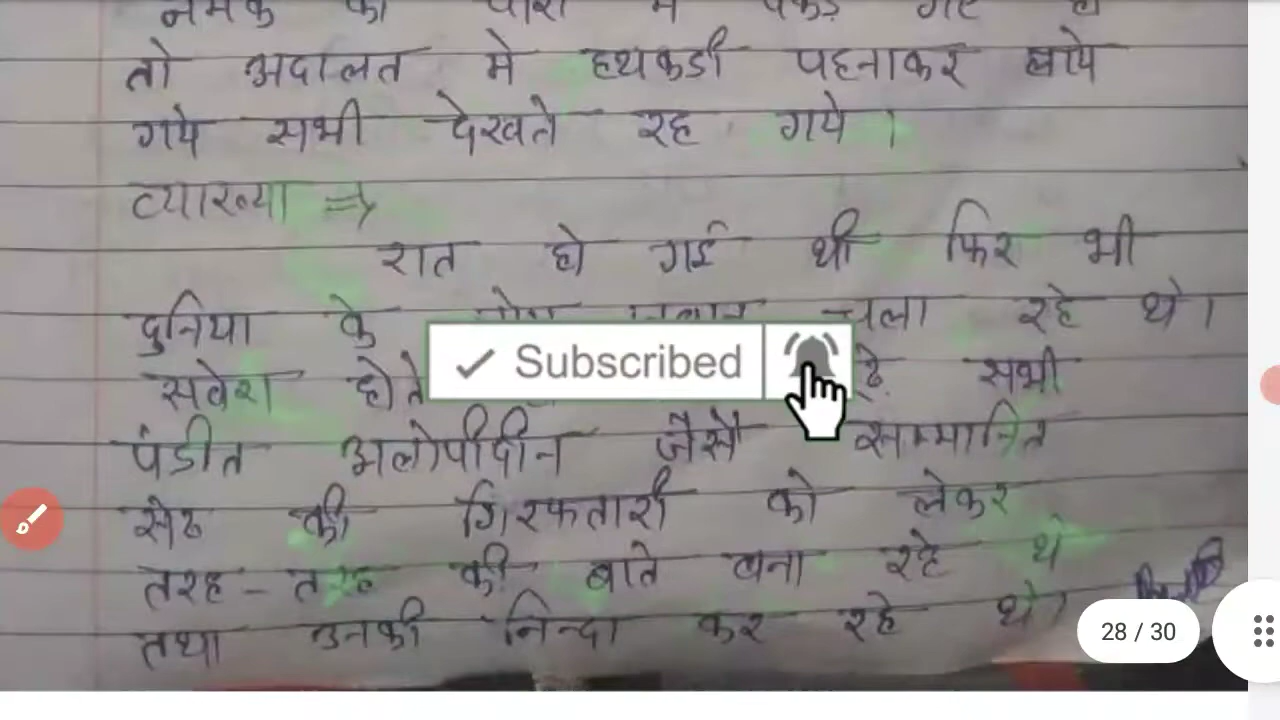 तो अदालत मे हथकडी पहनाकर लाये
गये सभी देखते रह गये ।
व्याख्या ⇒
रात हो गई थी फिर भी
दुनिया के चला रहे थे।
सवेरा होते सभी
Subscribed
पंडीत अलोपीदीन जैसे सम्मानित
सेठ की गिरफतारी को लेकर
तरह - तरह की बाते बना रहे थे
तथा उनकी निन्दा कर रहे थे।
28 / 30